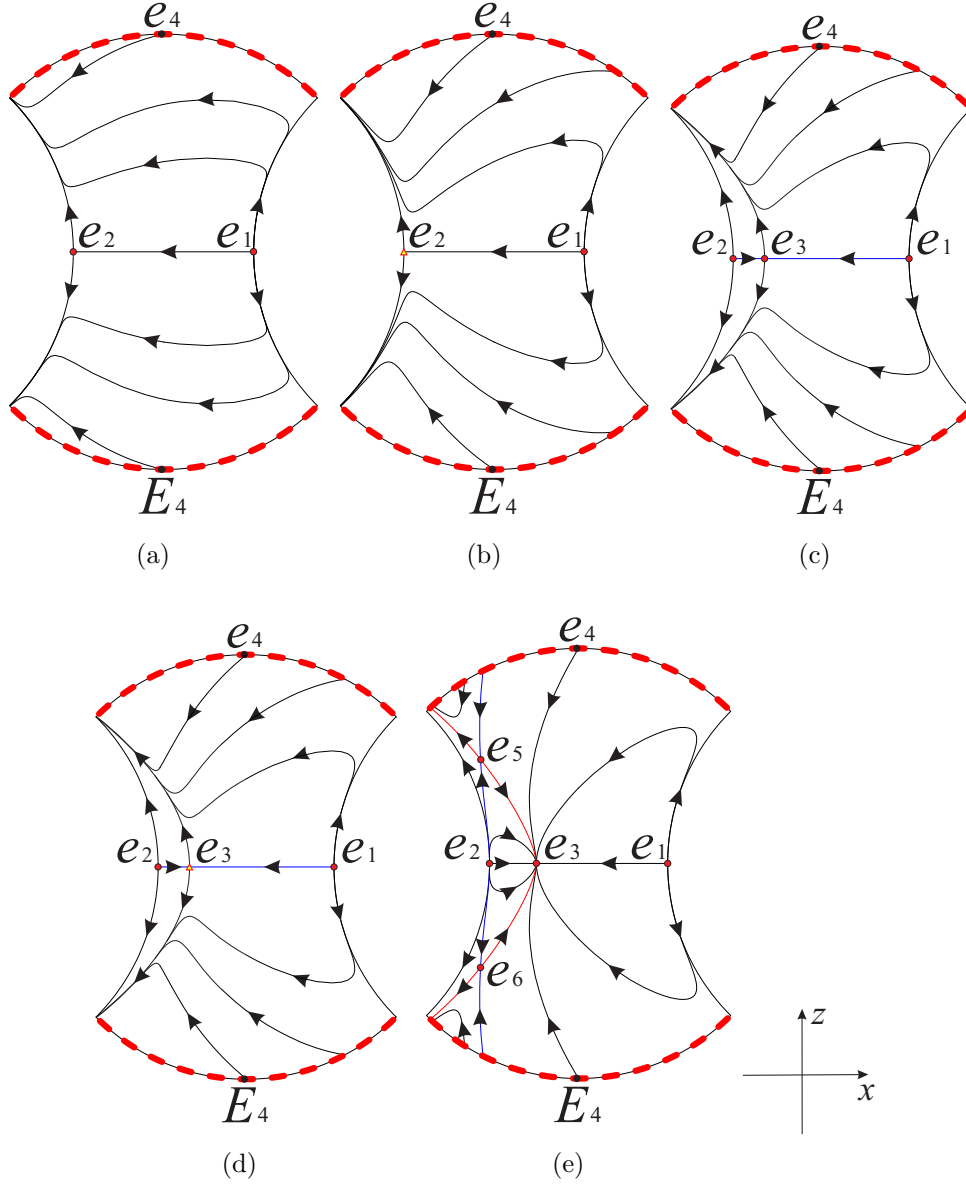 e₄ e₄ e₄
e₂ e₁ e₂ e₁ e₂ e₃ e₁
E₄ E₄ E₄
(a) (b) (c)
e₄ e₄
e₅
e₂ e₃ e₁ e₂ e₃ e₁
e₆
z
x
E₄ E₄
(d) (e)